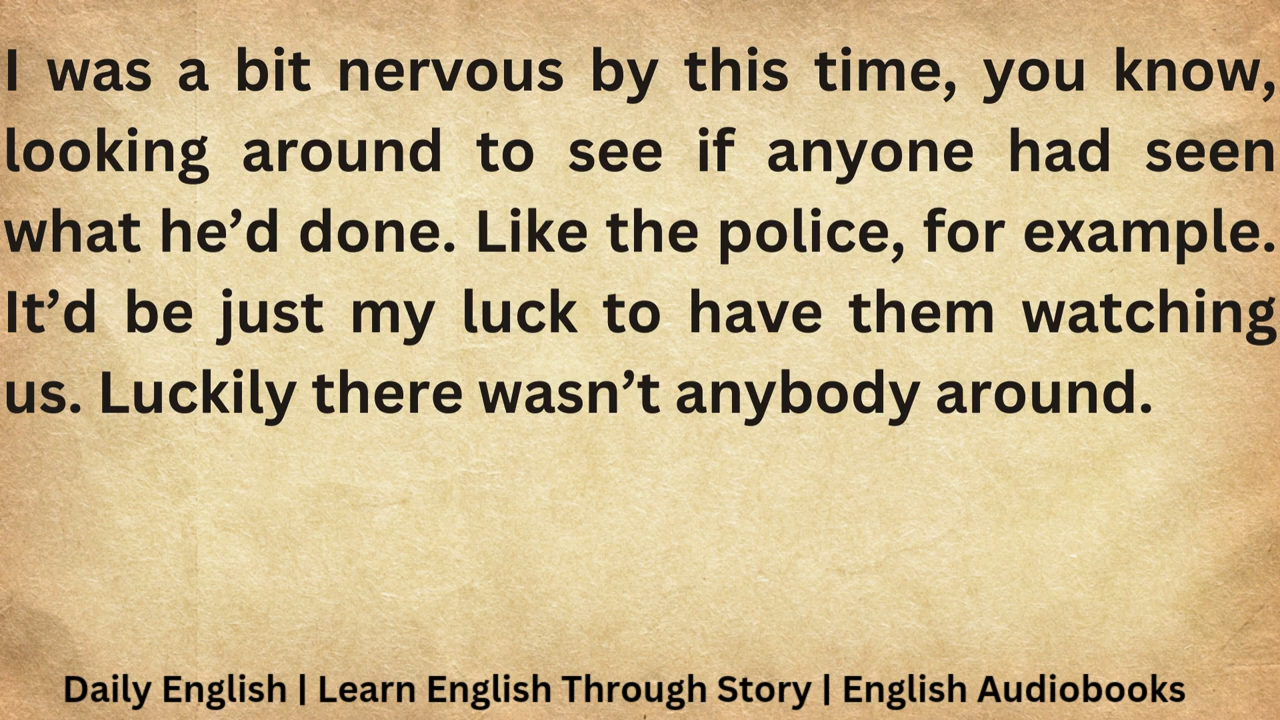 I was a bit nervous by this time, you know,
looking around to see if anyone had seen
what he’d done. Like the police, for example.
It’d be just my luck to have them watching
us. Luckily there wasn’t anybody around.
Daily English | Learn English Through Story | English Audiobooks